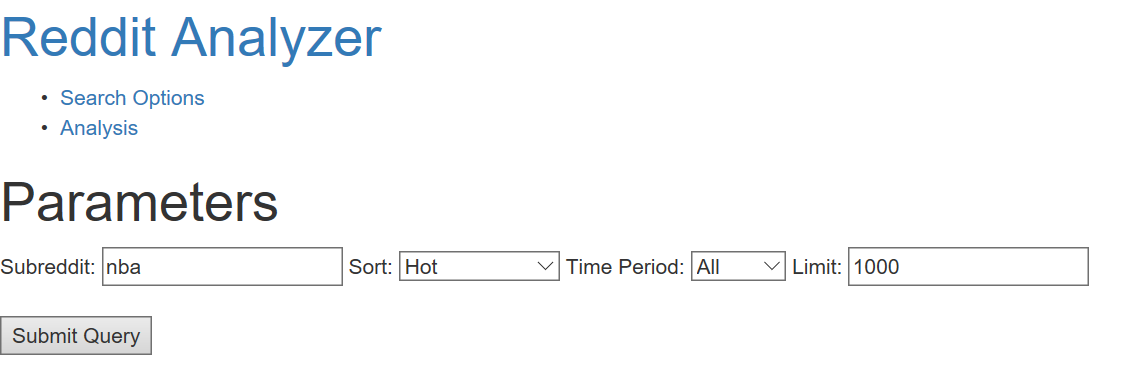 Reddit Analyzer
• Search Options
• Analysis
Parameters
Subreddit: nba Sort: Hot Time Period: All Limit: 1000
Submit Query